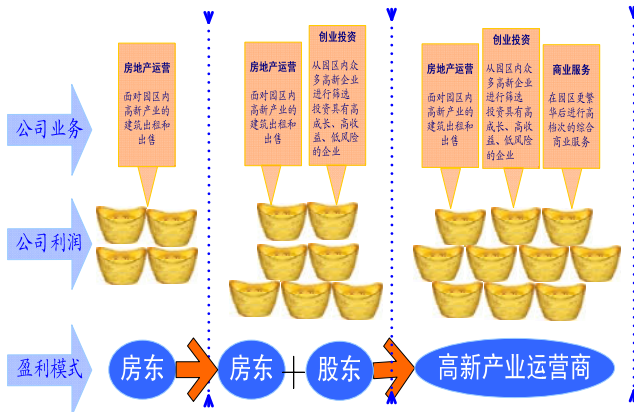 公司业务
房地产运营
面对园区内
高新产业的
建筑出租和
出售
房地产运营
面对园区内
高新产业的
建筑出租和
出售
创业投资
从园区内众
多高新企业
进行筛选
投资具有高
成长、高收
益、低风险
的企业
房地产运营
面对园区内
高新产业的
建筑出租和
出售
创业投资
从园区内众
多高新企业
进行筛选
投资具有高
成长、高收
益、低风险
的企业
商业服务
在园区更繁
华后进行高
档次的综合
商业服务
公司利润
盈利模式
房东
房东
股东
高新产业运营商